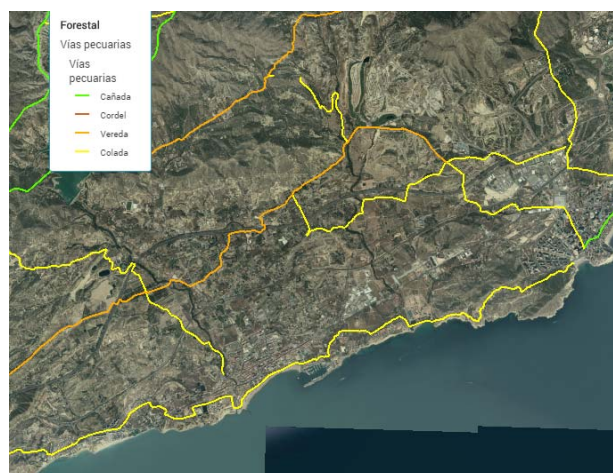 Forestal
Vías pecuarias
Vías
pecuarias
Cañada
Cordel
Vereda
Colada